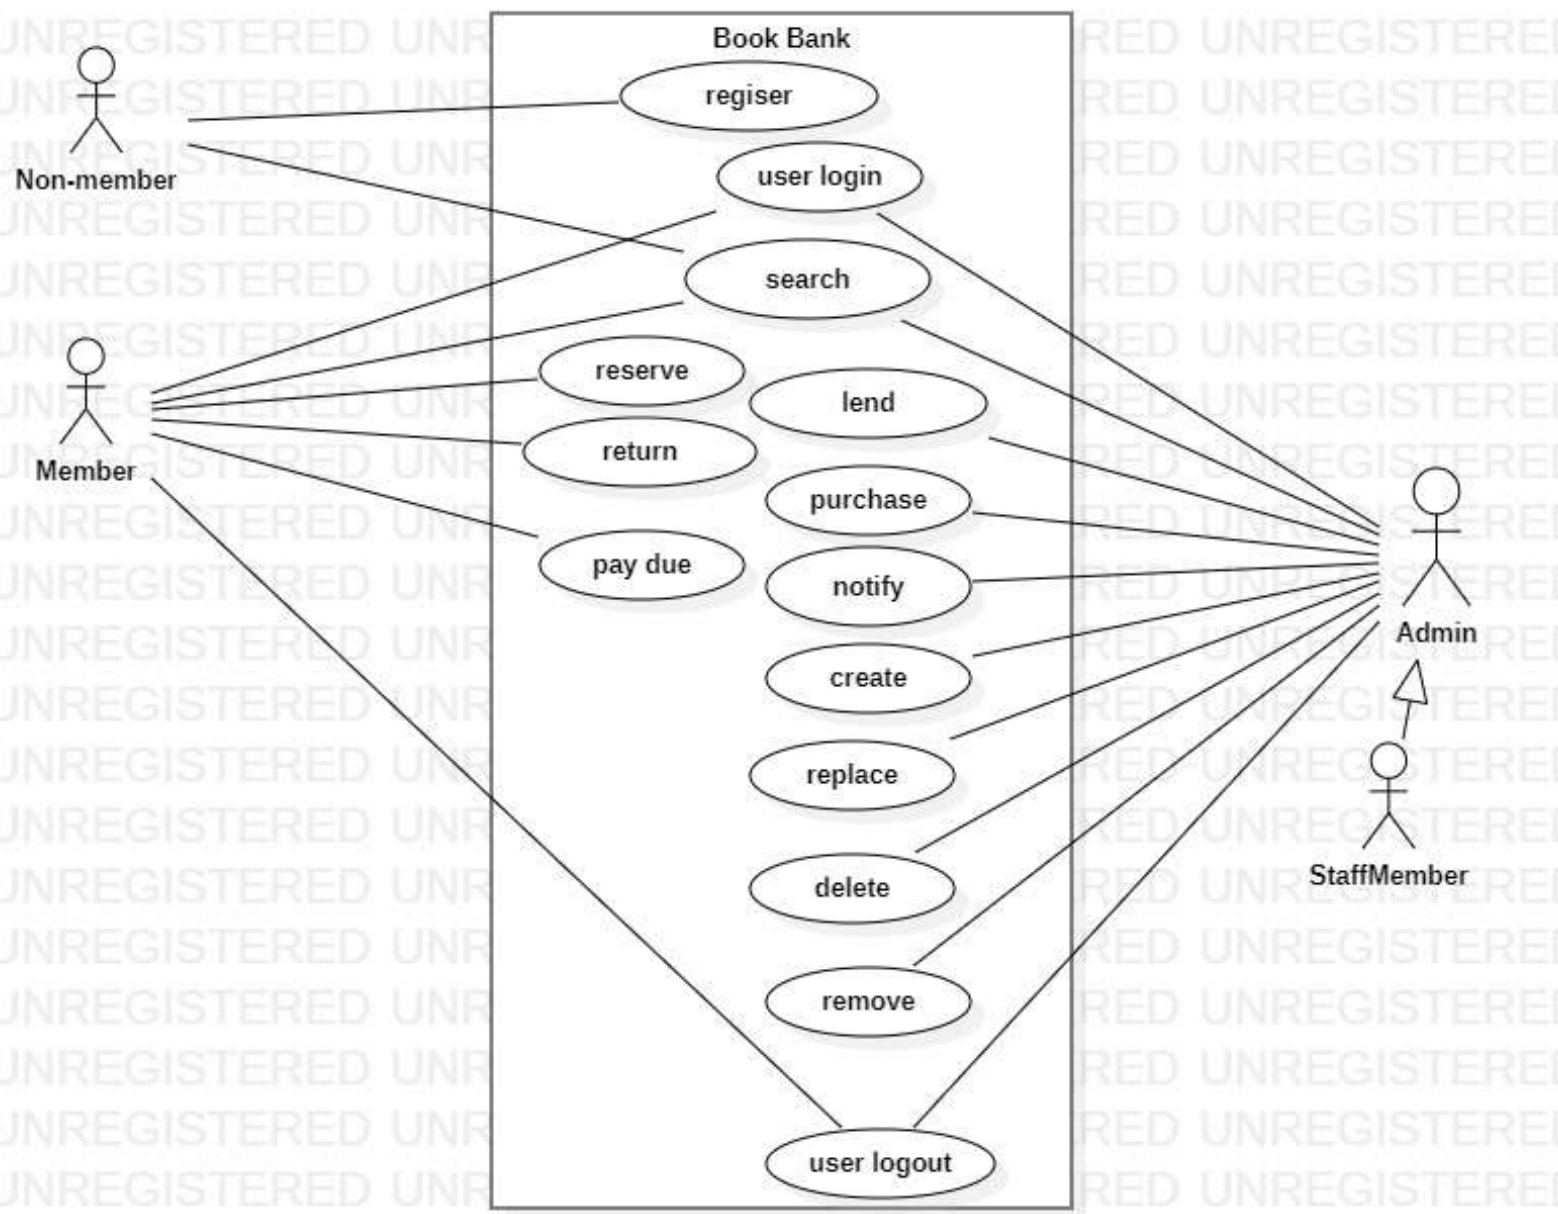 Book Bank
regiser
Non-member
user login
search
reserve
lend
Member
return
purchase
pay due
notify
Admin
create
replace
StaffMember
delete
remove
user logout
UNREGISTERED